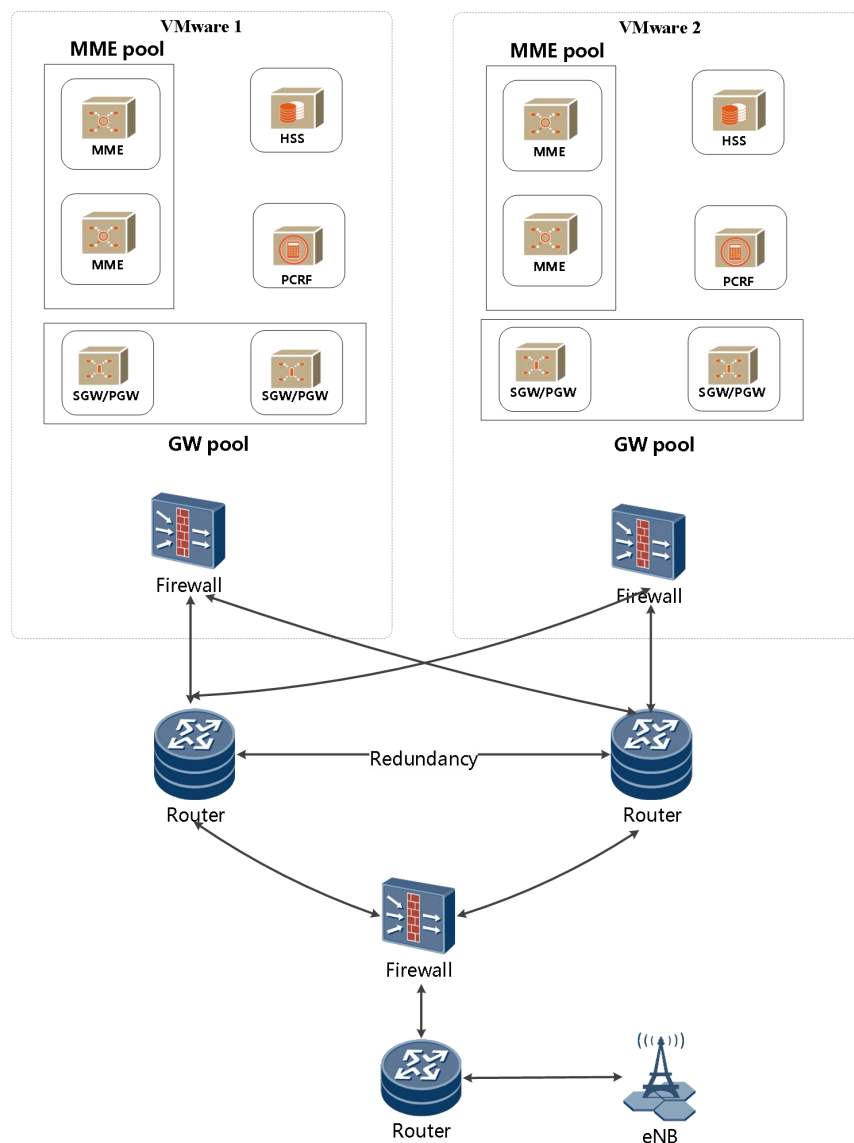 VMware 1
VMware 2
MME pool
MME pool
MME
HSS
MME
HSS
MME
PCRF
MME
PCRF
SGW/PGW
SGW/PGW
SGW/PGW
SGW/PGW
GW pool
GW pool
Firewall
Firewall
Redundancy
Router
Router
Firewall
Router
eNB